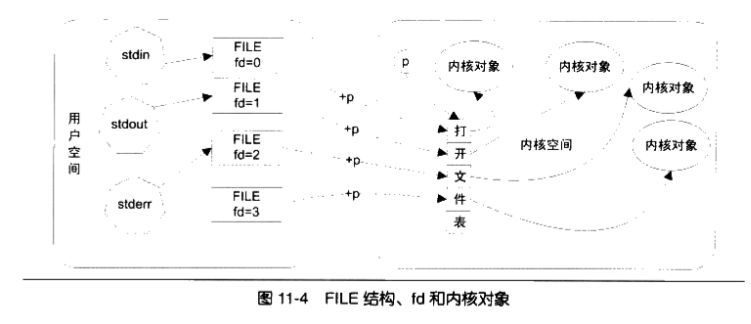 stdin
FILE
fd=0
p
内核对象
内核对象
内核对象
FILE
fd=1
+p
用
户
空
间
stdout
+p
打
开
文
件
表
内核空间
内核对象
FILE
fd=2
+p
stderr
FILE
fd=3
+p
图 11-4 FILE 结构、fd 和内核对象